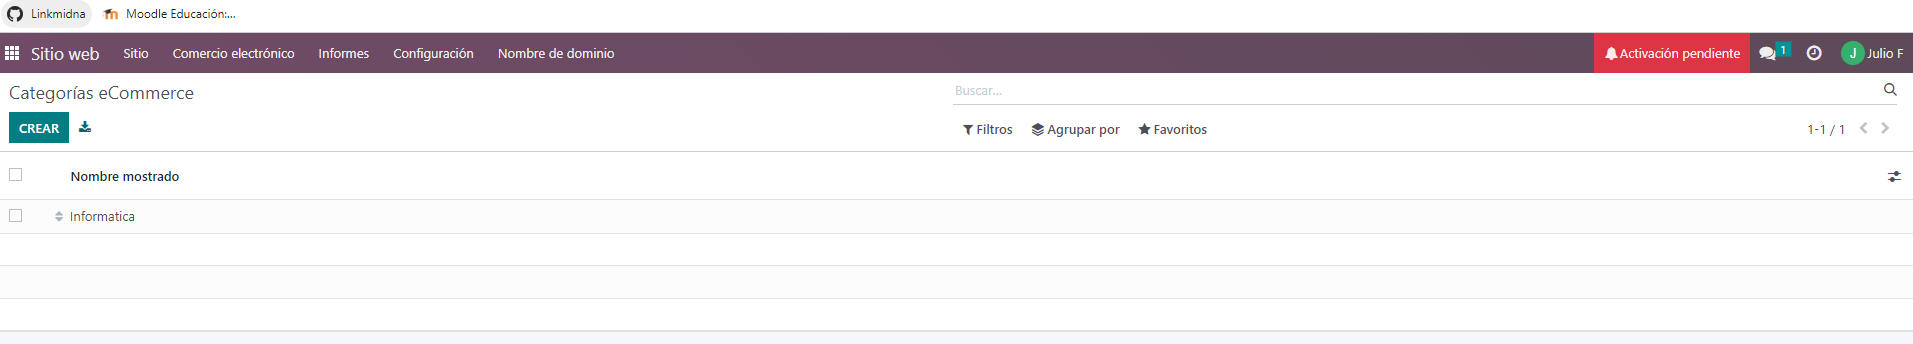 Linkmidna Moodle Educación:...
Sitio web Sitio Comercio electrónico Informes Configuración Nombre de dominio Activación pendiente 1 J Julio F
Categorías eCommerce Buscar...
CREAR Filtros Agrupar por Favoritos 1-1 / 1
Nombre mostrado
Informatica